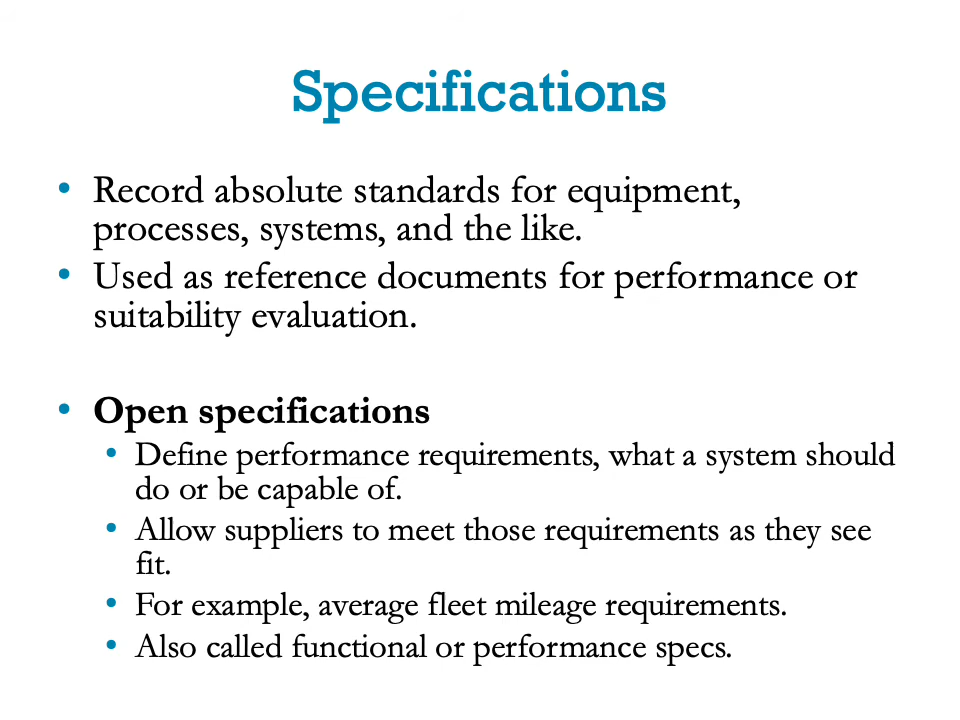 Specifications
• Record absolute standards for equipment,
processes, systems, and the like.
• Used as reference documents for performance or
suitability evaluation.
• Open specifications
• Define performance requirements, what a system should
do or be capable of.
• Allow suppliers to meet those requirements as they see
fit.
• For example, average fleet mileage requirements.
• Also called functional or performance specs.